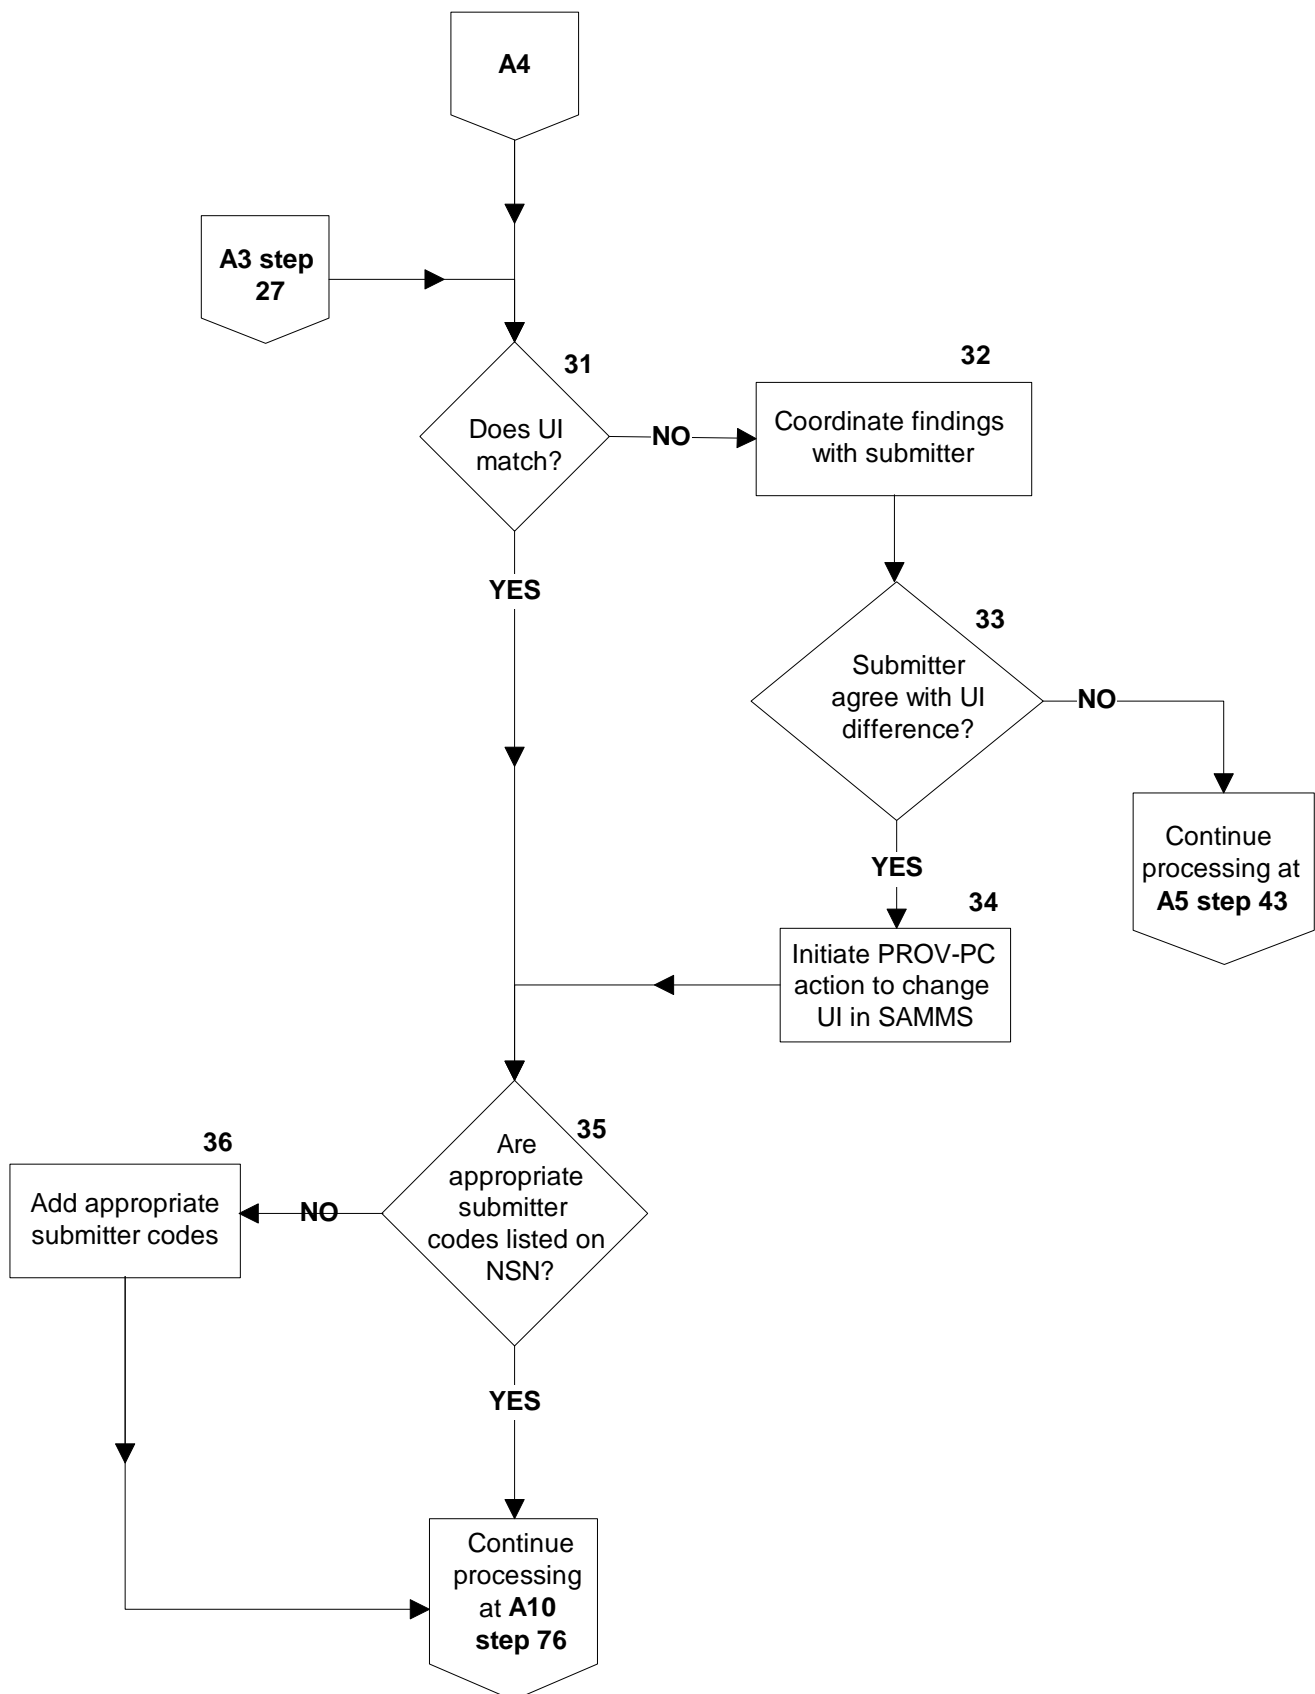 A4
A3 step
27
31
Does UI
match?
NO
32
Coordinate findings
with submitter
YES
33
Submitter
agree with UI
difference?
NO
Continue
processing at
A5 step 43
YES
34
Initiate PROV-PC
action to change
UI in SAMMS
35
Are
appropriate
submitter
codes listed on
NSN?
NO
36
Add appropriate
submitter codes
YES
Continue
processing
at A10
step 76